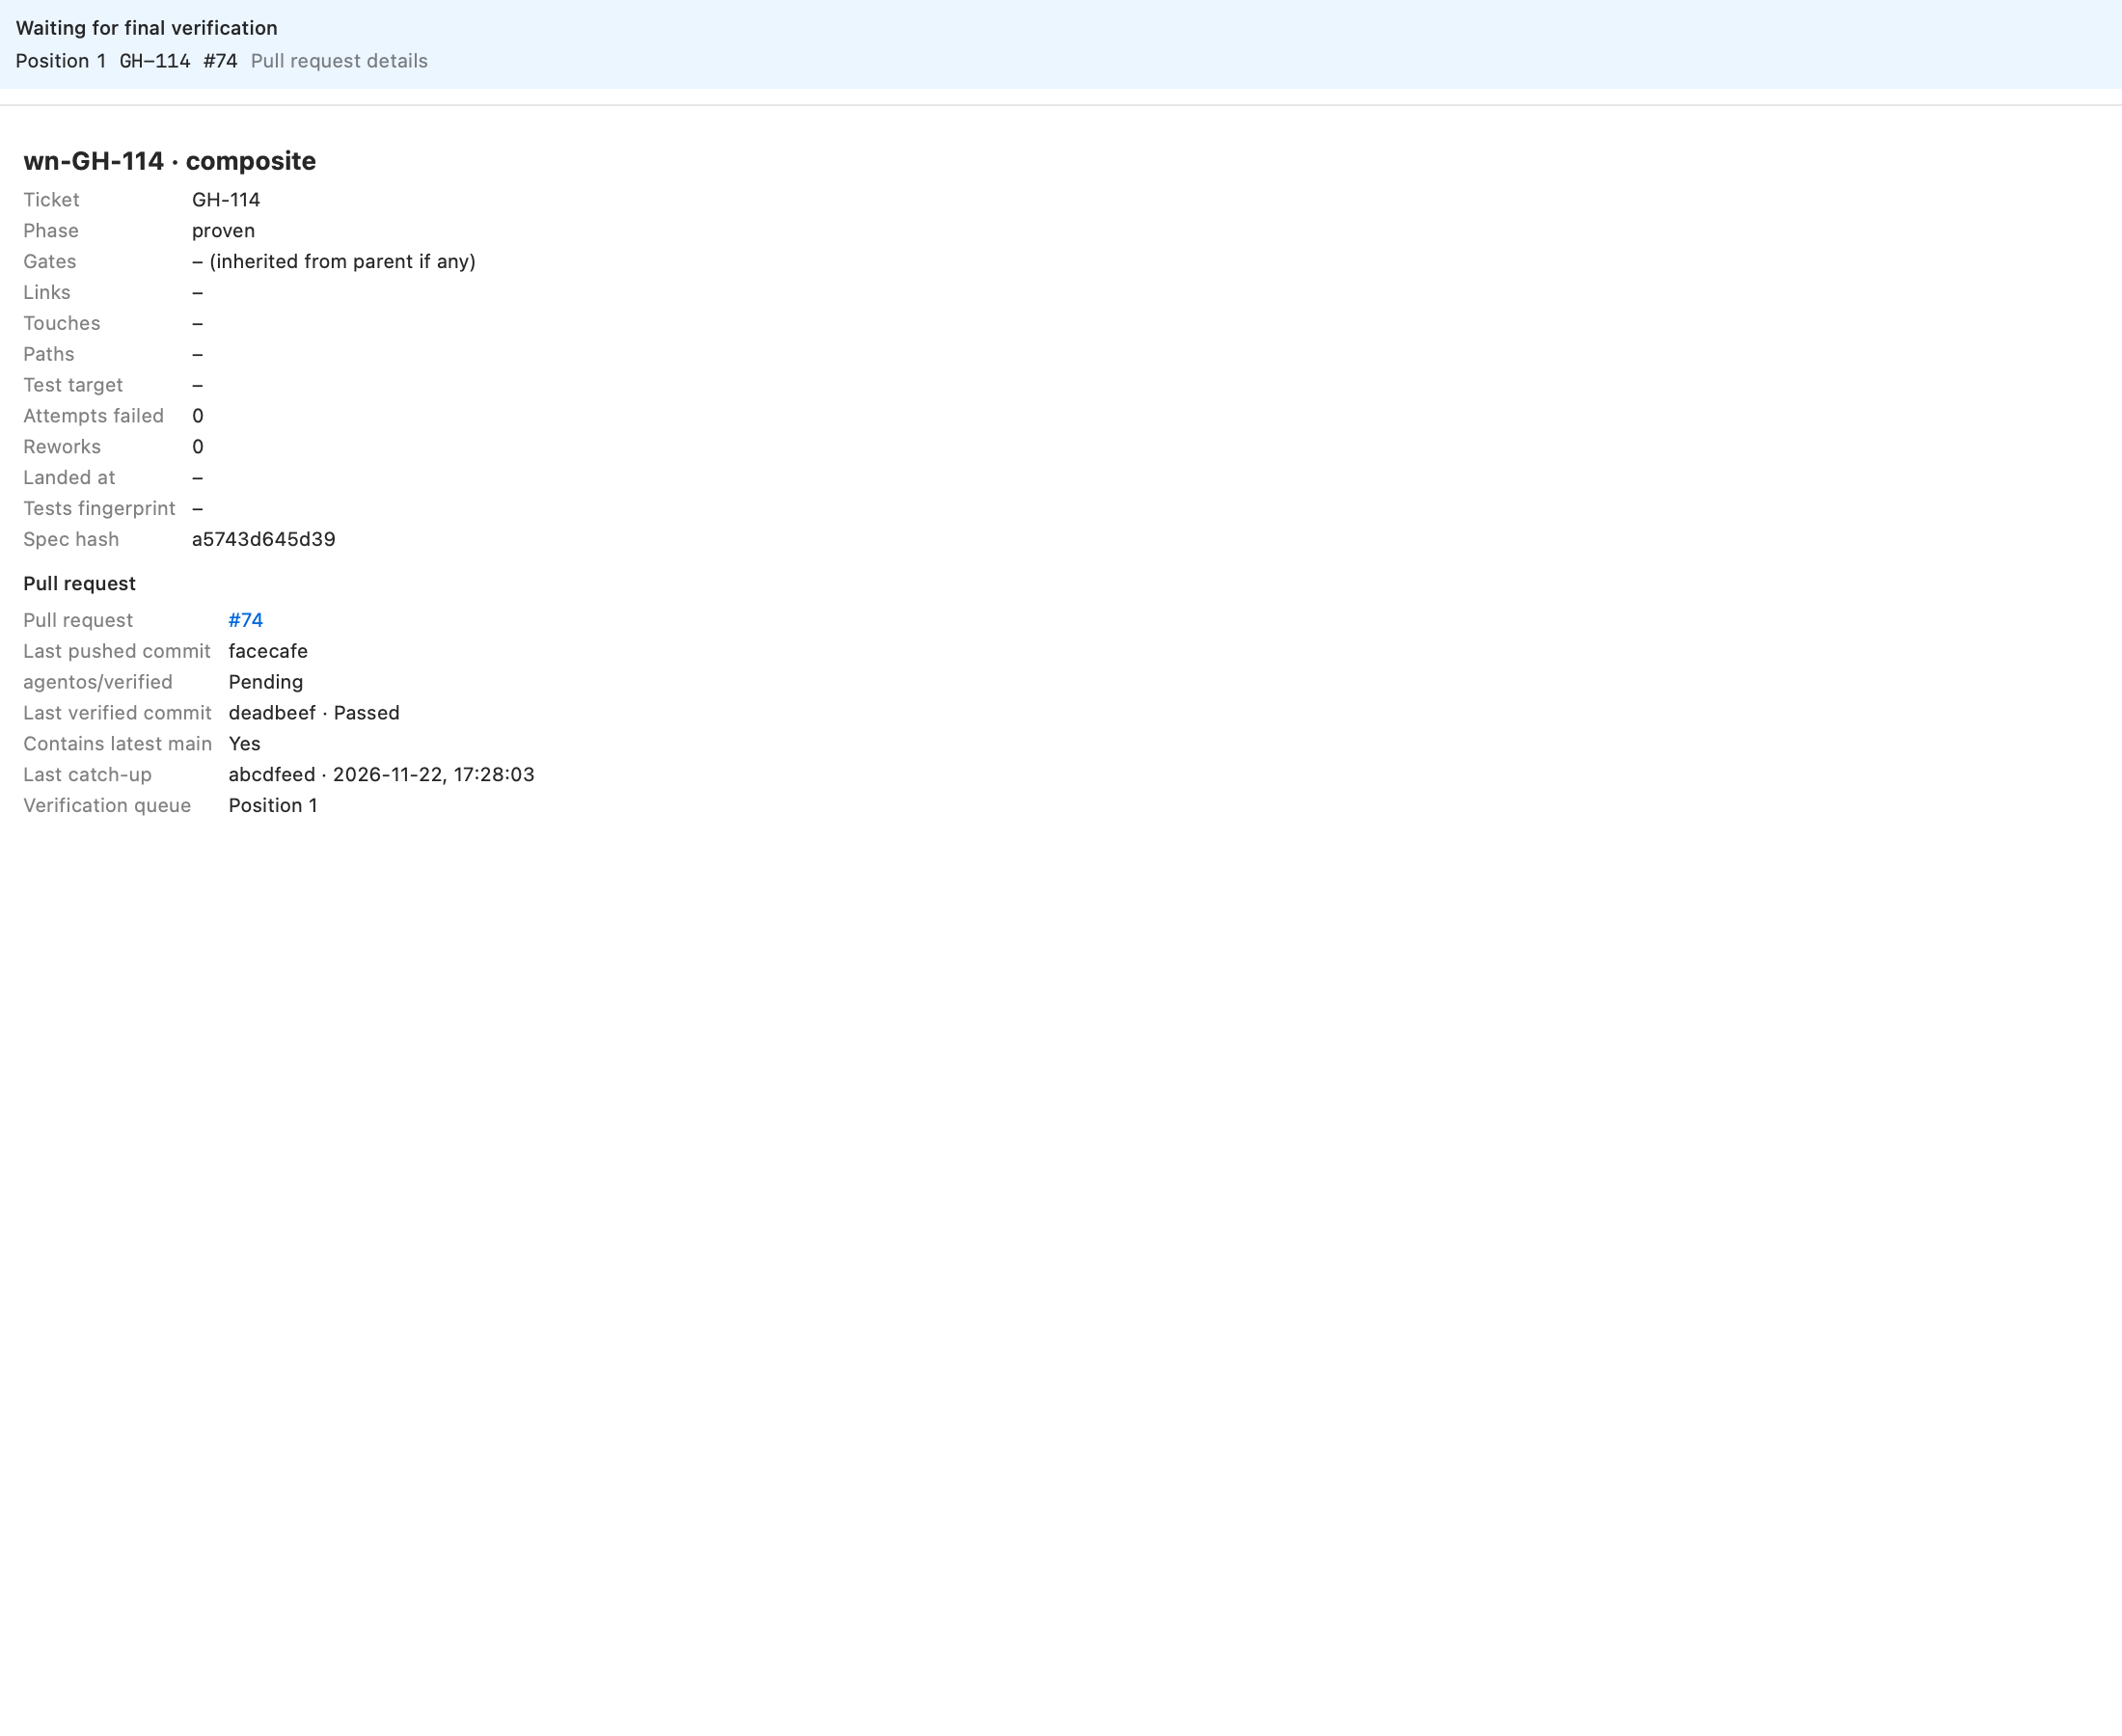 Waiting for final verification
Position 1 GH–114 #74 Pull request details
wn-GH-114 · composite
Ticket GH-114
Phase proven
Gates – (inherited from parent if any)
Links –
Touches –
Paths –
Test target –
Attempts failed 0
Reworks 0
Landed at –
Tests fingerprint –
Spec hash a5743d645d39
Pull request
Pull request #74
Last pushed commit facecafe
agentos/verified Pending
Last verified commit deadbeef · Passed
Contains latest main Yes
Last catch-up abcdfeed · 2026-11-22, 17:28:03
Verification queue Position 1